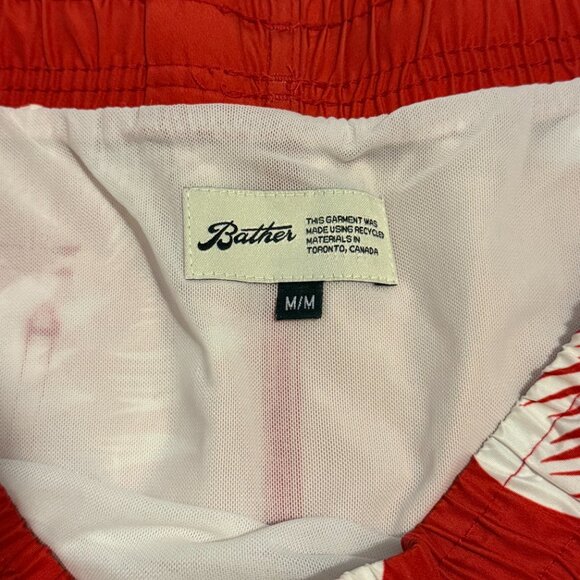 Bather
THIS GARMENT WAS
MADE USING RECYCLED
MATERIALS IN
TORONTO, CANADA
M/M